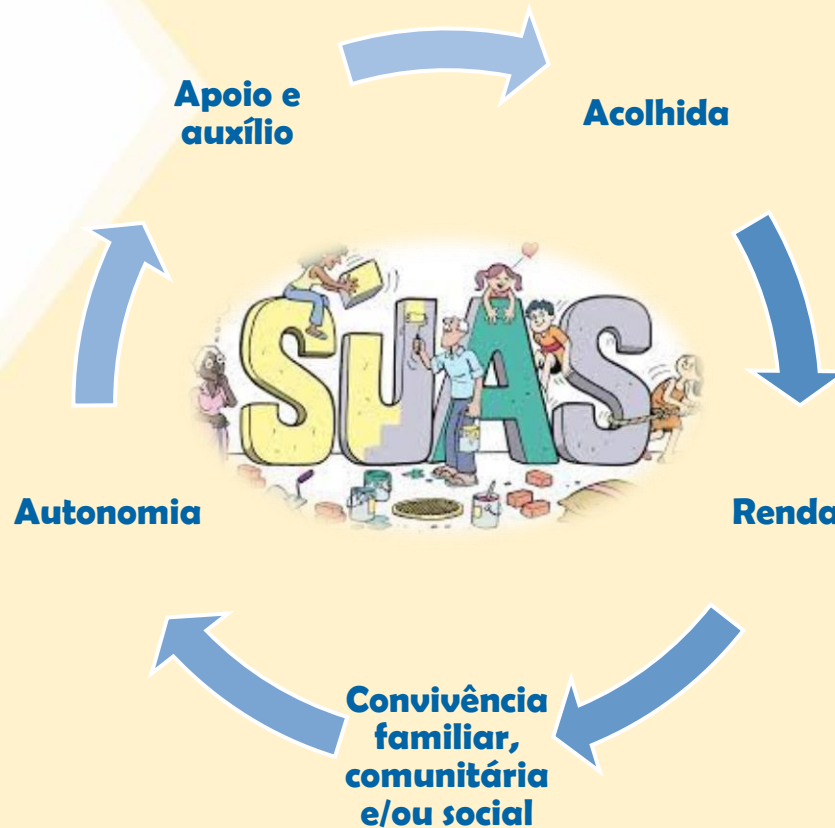 Apoio e
auxílio
Acolhida
SUAS
Autonomia
Renda
Convivência
familiar,
comunitária
e/ou social